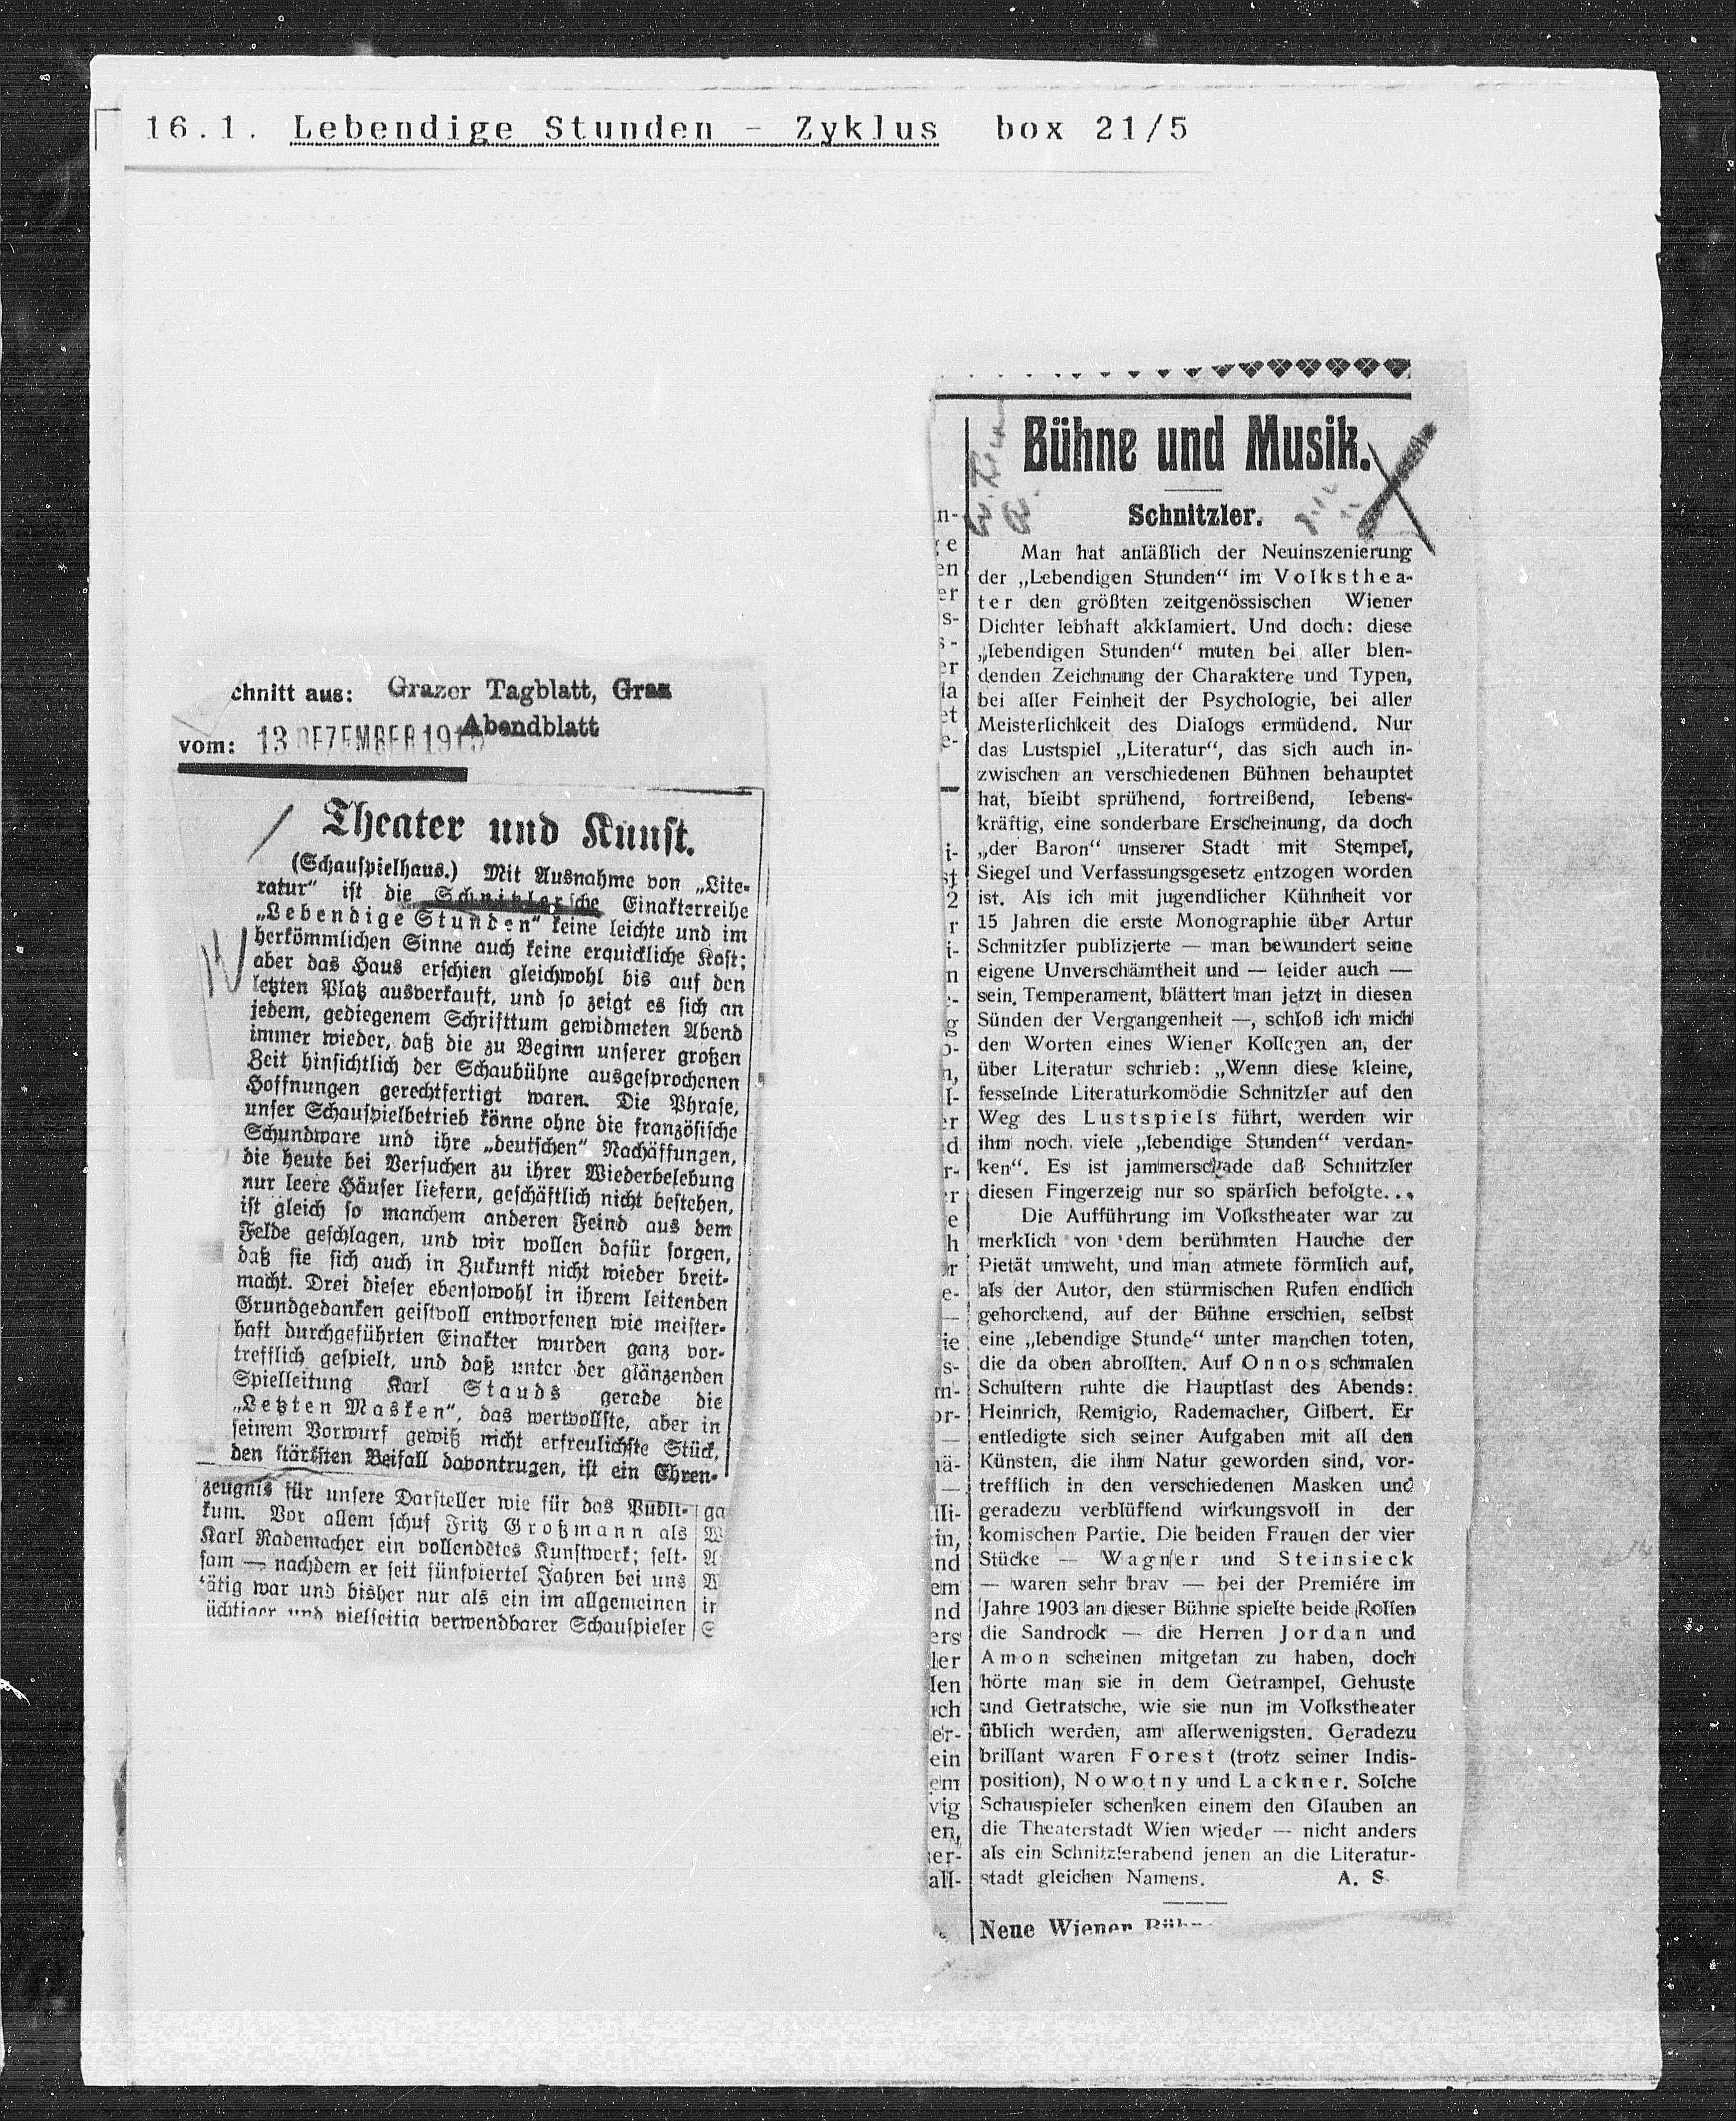 16.1. Lebendige Stunden - Zyklus box 21/5
chnitt aus: Grazer Tagblatt, Graz
Abendblatt
vom: 13 DEZEMBER 1915
Theater und Kunst.
(Schauspielhaus.) Mit Ausnahme von „Lite-
ratur“ ist die Schnitzlersche Einakterreihe
„Lebendige Stunden“ keine leichte und im
herkömmlichen Sinne auch keine erquickliche Kost;
aber das Haus erschien gleichwohl bis auf den
letzten Platz ausverkauft, und so zeigt es sich an
jedem, gediegenem Schrifttum gewidmeten Abend
immer wieder, daß die zu Beginn unserer großen
Zeit hinsichtlich der Schaubühne ausgesprochenen
Hoffnungen gerechtfertigt waren. Die Phrase,
unser Schauspielbetrieb könne ohne die französische
Schundware und ihre „deutschen“ Nachäffungen,
die heute bei Versuchen zu ihrer Wiederbelebung
nur leere Häuser liefern, geschäftlich nicht bestehen,
ist gleich so manchem anderen Feind aus dem
Felde geschlagen, und wir wollen dafür sorgen,
daß sie sich auch in Zukunft nicht wieder breit-
macht. Drei dieser ebensowohl in ihrem leitenden
Grundgedanken geistvoll entworfenen wie meister-
haft durchgeführten Einakter wurden ganz vor-
trefflich gespielt, und daß unter der glänzenden
Spielleitung Karl Stauds gerade die
„Letzten Masken“, das wertvollste, aber in
seinem Vorwurf gewiß nicht erfreulichste Stück,
den stärksten Beifall davontrugen, ist ein Ehren-
zeugnis für unsere Darsteller wie für das Publi-
kum. Vor allem schuf Fritz Großmann als
Karl Rademacher ein vollendetes Kunstwerk; selt-
sam — nachdem er seit fünfviertel Jahren bei uns
tätig war und bisher nur als ein im allgemeinen
üchtiger und vielseitig verwendbarer Schauspieler
Bühne und Musik.
Schnitzler.
Man hat anläßlich der Neuinszenierung
der „Lebendigen Stunden“ im Volksthea-
ter den größten zeitgenössischen Wiener
Dichter lebhaft akklamiert. Und doch: diese
„lebendigen Stunden“ muten bei aller blen-
denden Zeichnung der Charaktere und Typen,
bei aller Feinheit der Psychologie, bei aller
Meisterlichkeit des Dialogs ermüdend. Nur
das Lustspiel „Literatur“, das sich auch in-
zwischen an verschiedenen Bühnen behauptet
hat, bleibt sprühend, fortreißend, lebens-
kräftig, eine sonderbare Erscheinung, da doch
„der Baron“ unserer Stadt mit Stempel,
Siegel und Verfassungsgesetz entzogen worden
ist. Als ich mit jugendlicher Kühnheit vor
15 Jahren die erste Monographie über Artur
Schnitzler publizierte — man bewundert seine
eigene Unverschämtheit und — leider auch —
sein Temperament, blättert man jetzt in diesen
Sünden der Vergangenheit —, schloß ich mich
den Worten eines Wiener Kollegen an, der
über Literatur schrieb: „Wenn diese kleine,
fesselnde Literaturkomödie Schnitzler auf den
Weg des Lustspiels führt, werden wir
ihm noch viele „lebendige Stunden“ verdan-
ken“. Es ist jammerschade daß Schnitzler
diesen Fingerzeig nur so spärlich befolgte...
Die Aufführung im Volkstheater war zu
merklich von dem berühmten Hauche der
Pietät umweht, und man atmete förmlich auf,
als der Autor, den stürmischen Rufen endlich
gehorchend, auf der Bühne erschien, selbst
eine „lebendige Stunde“ unter manchen toten,
die da oben abrollten. Auf Onnos schmalen
Schultern ruhte die Hauptlast des Abends:
Heinrich, Remigio, Rademacher, Gilbert. Er
entledigte sich seiner Aufgaben mit all den
Künsten, die ihm Natur geworden sind, vor-
trefflich in den verschiedenen Masken und
geradezu verblüffend wirkungsvoll in der
komischen Partie. Die beiden Frauen der vier
Stücke — Wagner und Steinsieck
— waren sehr brav — bei der Premiére im
Jahre 1903 an dieser Bühne spielte beide Rollen
die Sandrock — die Herren Jordan und
Amon scheinen mitgetan zu haben, doch
hörte man sie in dem Getrampel, Gehuste
und Getratsche, wie sie nun im Volkstheater
üblich werden, am allerwenigsten. Geradezu
brillant waren Forest (trotz seiner Indis-
position), Nowotny und Lackner. Solche
Schauspieler schenken einem den Glauben an
die Theaterstadt Wien wieder — nicht anders
als ein Schnitzlerabend jenen an die Literatur-
stadt gleichen Namens. A. S.
Neue Wiener Bühn